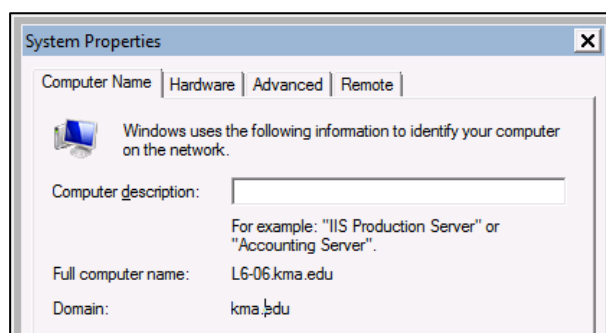 System Properties
Computer Name Hardware Advanced Remote
Windows uses the following information to identify your computer
on the network.
Computer description:
For example: "IIS Production Server" or
"Accounting Server".
Full computer name: L6-06.kma.edu
Domain: kma.edu